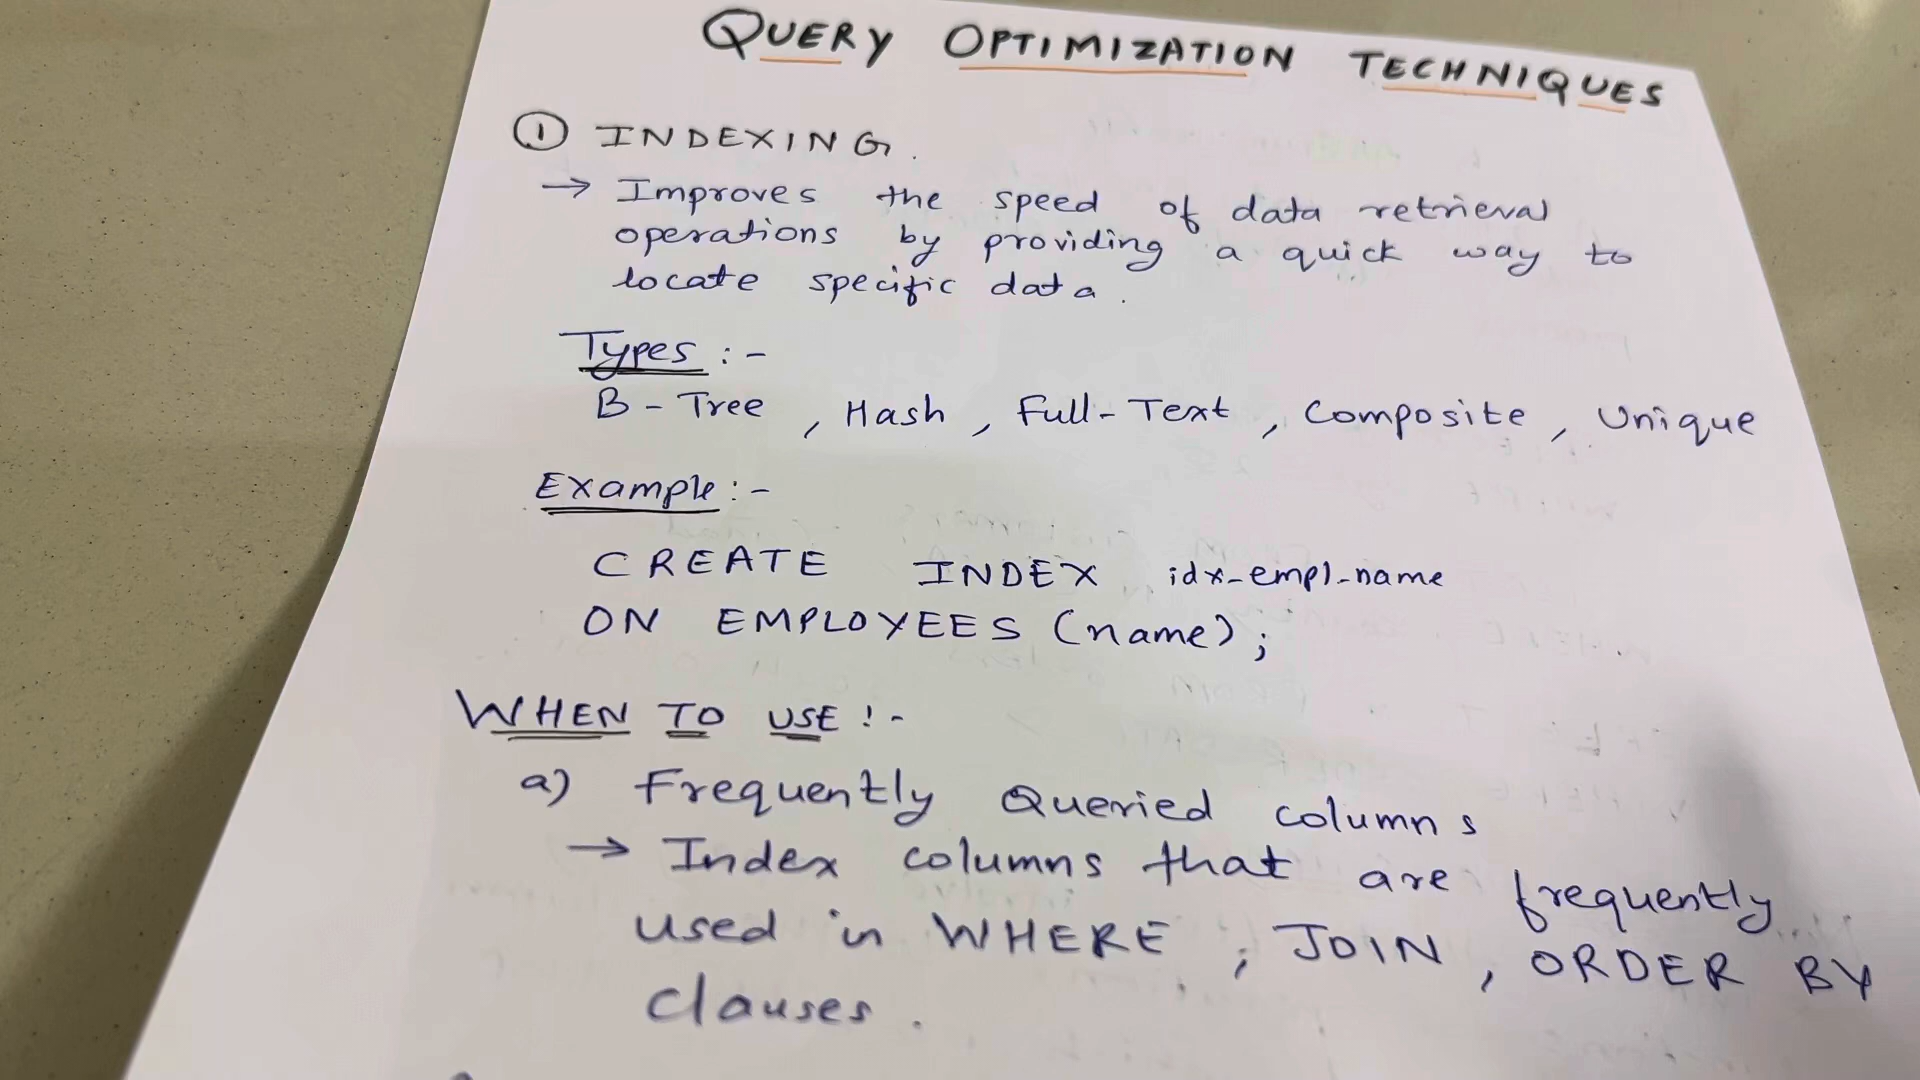 QUERY OPTIMIZATION TECHNIQUES
① INDEXING.
→ Improves the speed of data retrieval
operations by providing a quick way to
locate specific data.
Types :-
B-Tree, Hash, Full-Text, Composite, Unique
Example :-
CREATE INDEX idx_empl_name
ON EMPLOYEES (name);
WHEN TO USE :-
a) Frequently Queried columns
→ Index columns that are frequently
used in WHERE, JOIN, ORDER BY
clauses.